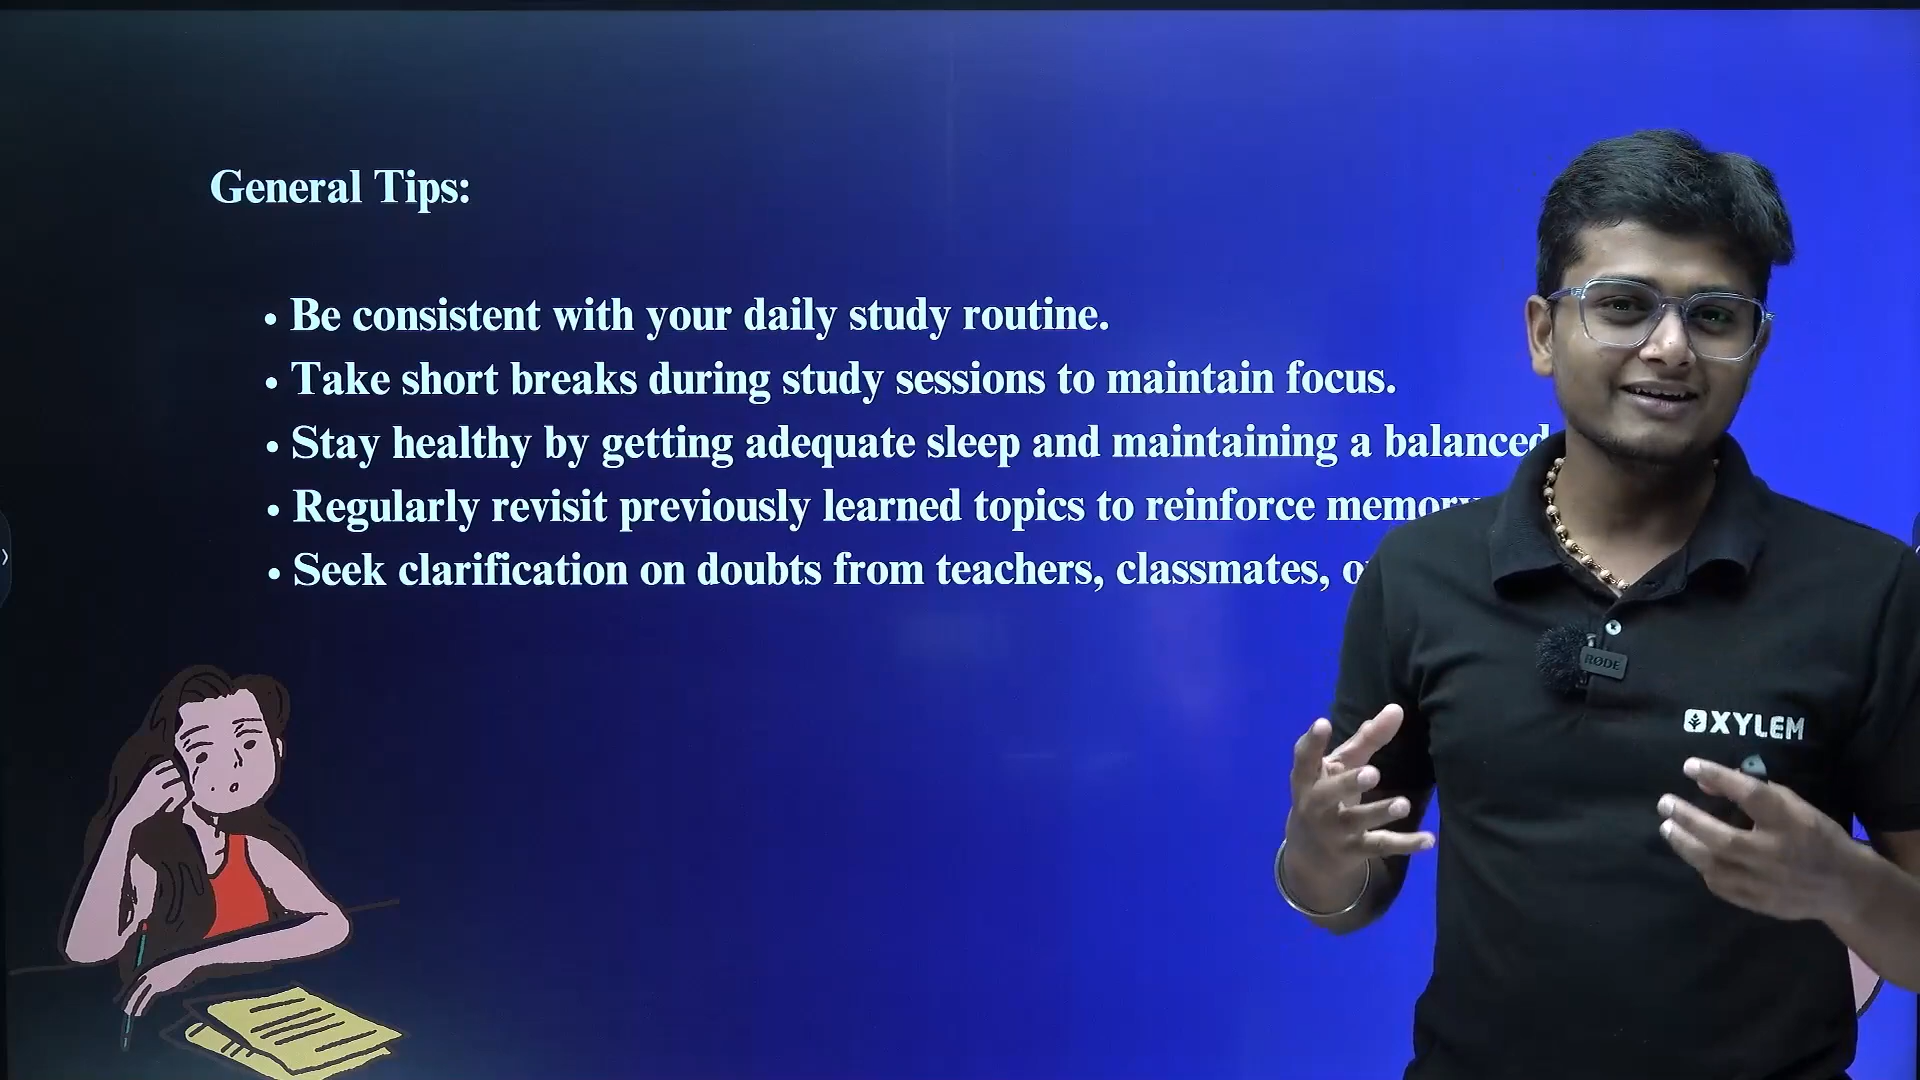 General Tips:
• Be consistent with your daily study routine.
• Take short breaks during study sessions to maintain focus.
• Stay healthy by getting adequate sleep and maintaining a balanced
• Regularly revisit previously learned topics to reinforce memory
• Seek clarification on doubts from teachers, classmates,
RØDE
XYLEM